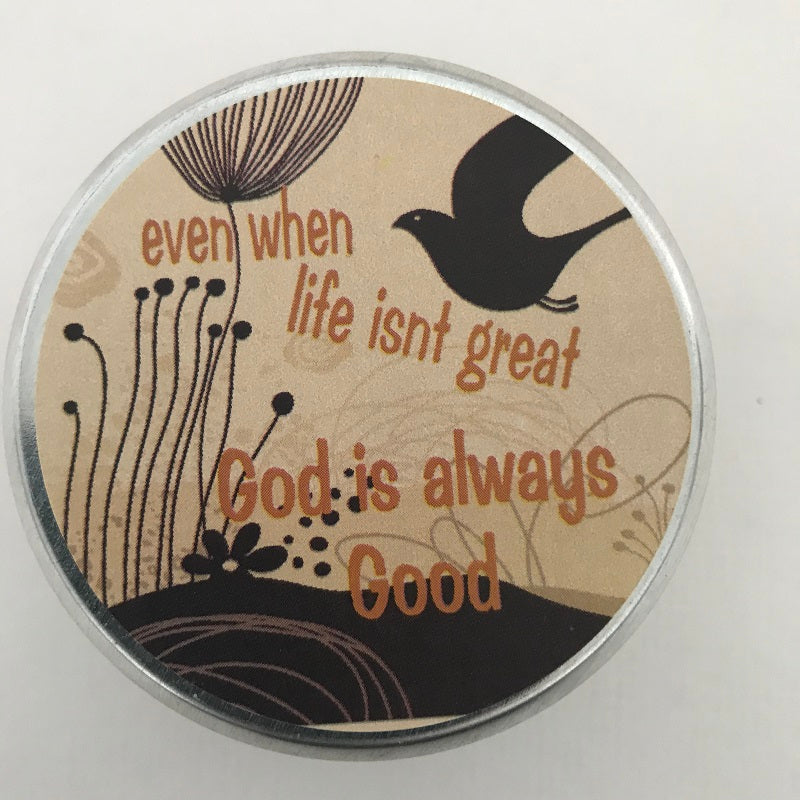 even when
life isnt great
God is always
Good